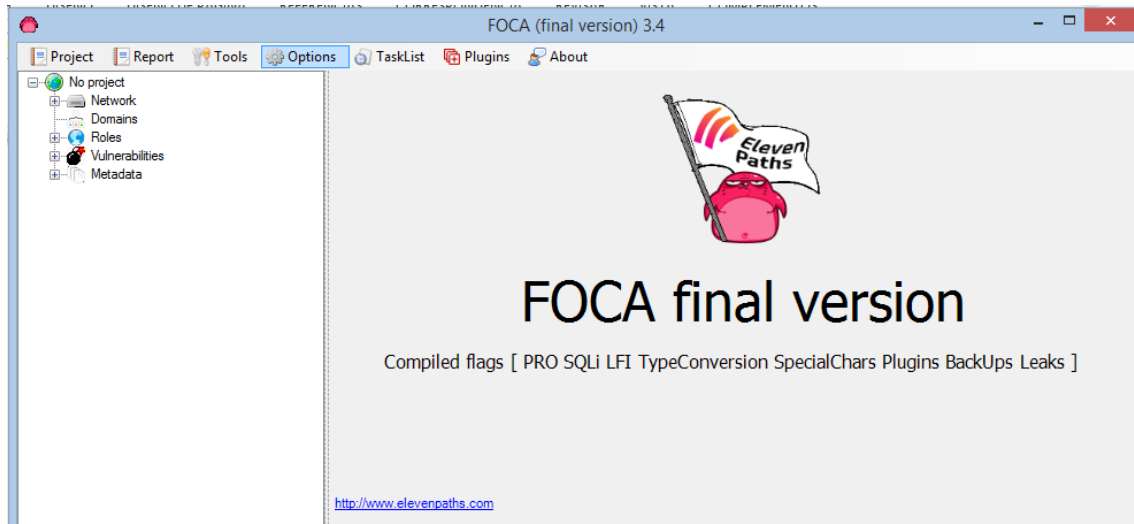 FOCA (final version) 3.4
Project Report Tools Options TaskList Plugins About
No project
Network
Domains
Roles
Vulnerabilities
Metadata
Eleven
Paths
FOCA final version
Compiled flags [ PRO SQLi LFI TypeConversion SpecialChars Plugins BackUps Leaks ]
http://www.elevenpaths.com